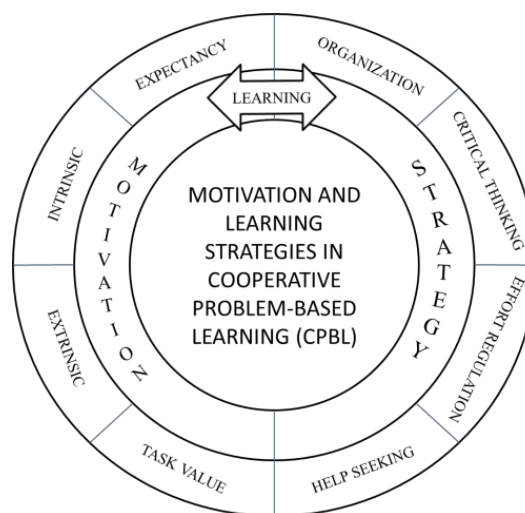 EXPECTANCY
ORGANIZATION
LEARNING
INTRINSIC
CRITICAL THINKING
MOTIVATION
STRATEGY
MOTIVATION AND
LEARNING
STRATEGIES IN
COOPERATIVE
PROBLEM-BASED
LEARNING (CPBL)
EXTRINSIC
EFFORT REGULATION
TASK VALUE
HELP SEEKING